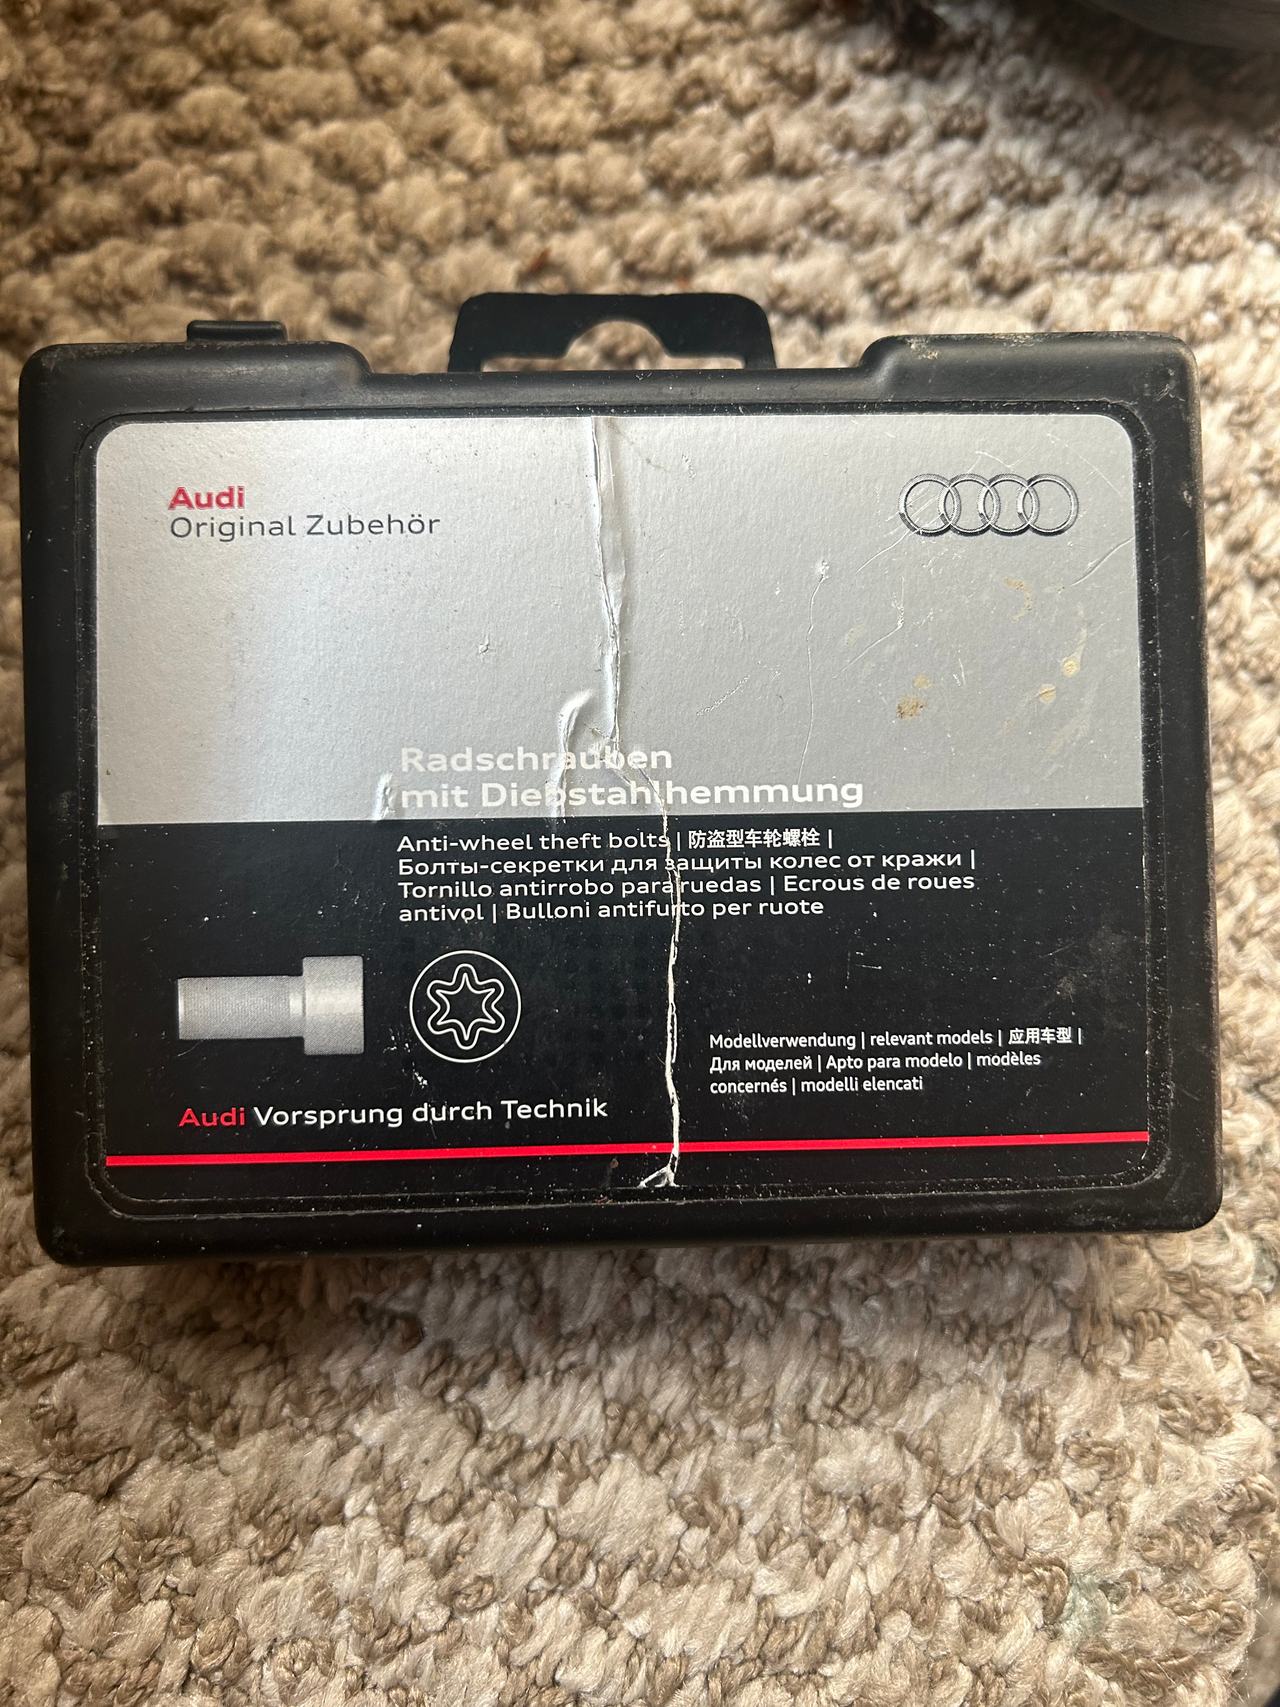 Audi
Original Zubehör
Radschrauben
mit Diebstahlhemmung
Anti-wheel theft bolts | 防盗型车轮螺栓 |
Болты-секретки для защиты колес от кражи |
Tornillo antirrobo para ruedas | Ecrous de roues
antivol | Bulloni antifurto per ruote
Modellverwendung | relevant models | 应用车型 |
Для моделей | Apto para modelo | modèles
concernés | modelli elencati
Audi Vorsprung durch Technik